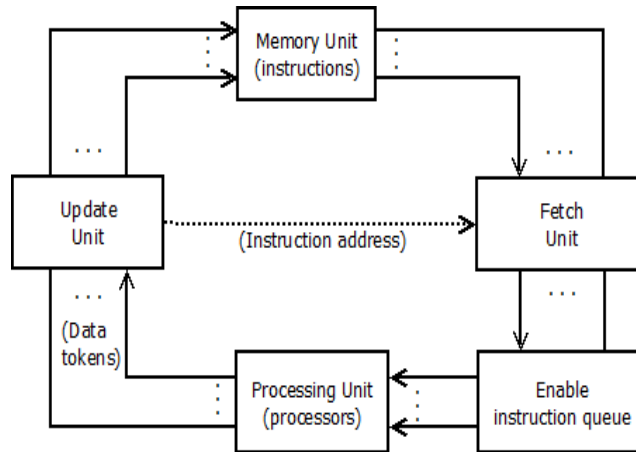 Memory Unit
(instructions)
Update
Unit
(Instruction address)
Fetch
Unit
(Data
tokens)
Processing Unit
(processors)
Enable
instruction queue